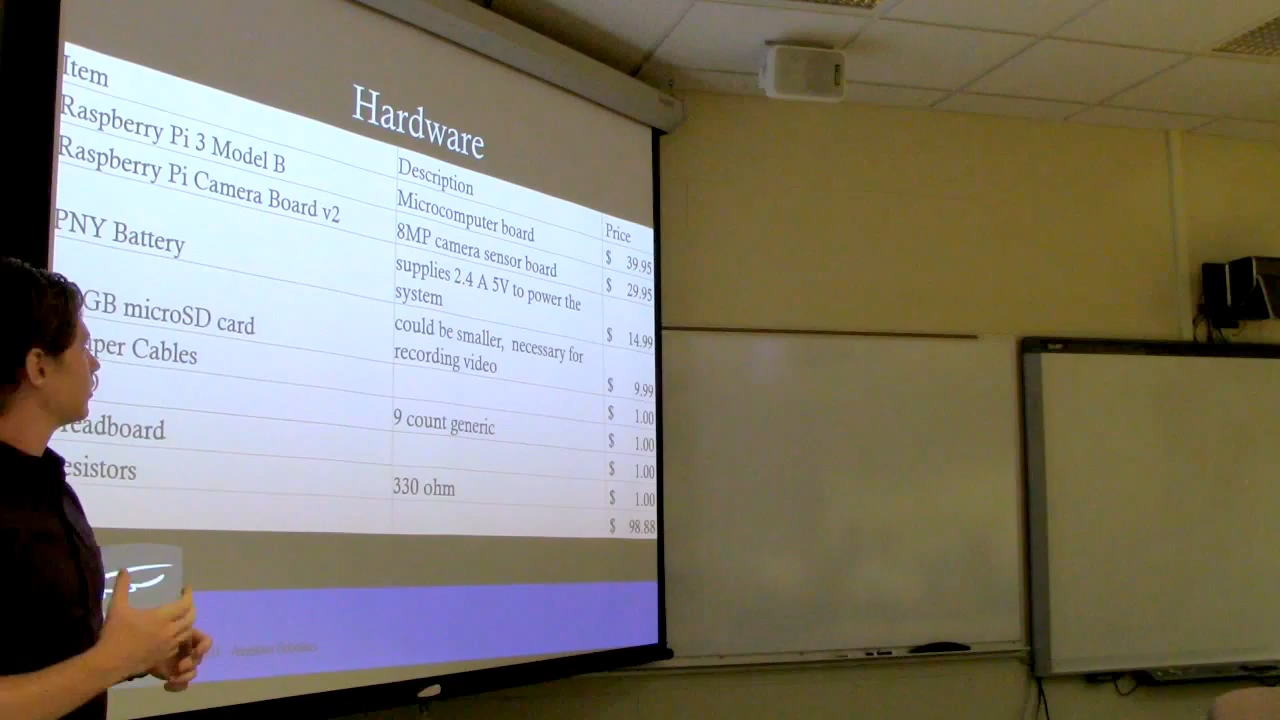 Hardware
Item Description Price
Raspberry Pi 3 Model B Microcomputer board $ 39.95
Raspberry Pi Camera Board v2 8MP camera sensor board $ 29.95
PNY Battery supplies 2.4 A 5V to power the
system $ 14.99
GB microSD card could be smaller, necessary for
recording video $ 9.99
per Cables 9 count generic $ 1.00
$ 1.00
readboard $ 1.00
esistors 330 ohm $ 1.00
$ 98.88